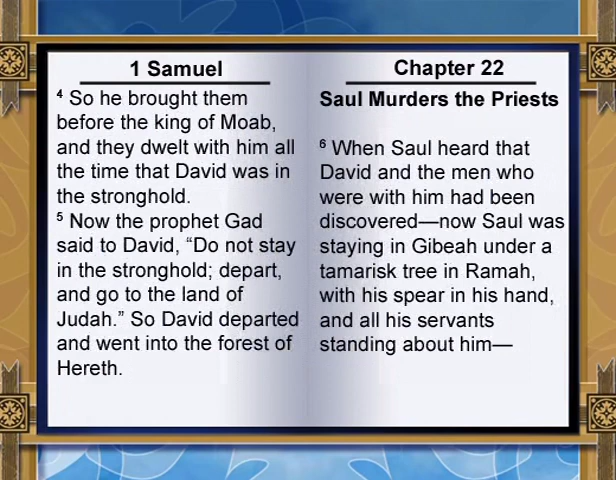 1 Samuel
⁴ So he brought them
before the king of Moab,
and they dwelt with him all
the time that David was in
the stronghold.
⁵ Now the prophet Gad
said to David, “Do not stay
in the stronghold; depart,
and go to the land of
Judah.” So David departed
and went into the forest of
Hereth.
Chapter 22
Saul Murders the Priests
⁶ When Saul heard that
David and the men who
were with him had been
discovered—now Saul was
staying in Gibeah under a
tamarisk tree in Ramah,
with his spear in his hand,
and all his servants
standing about him—